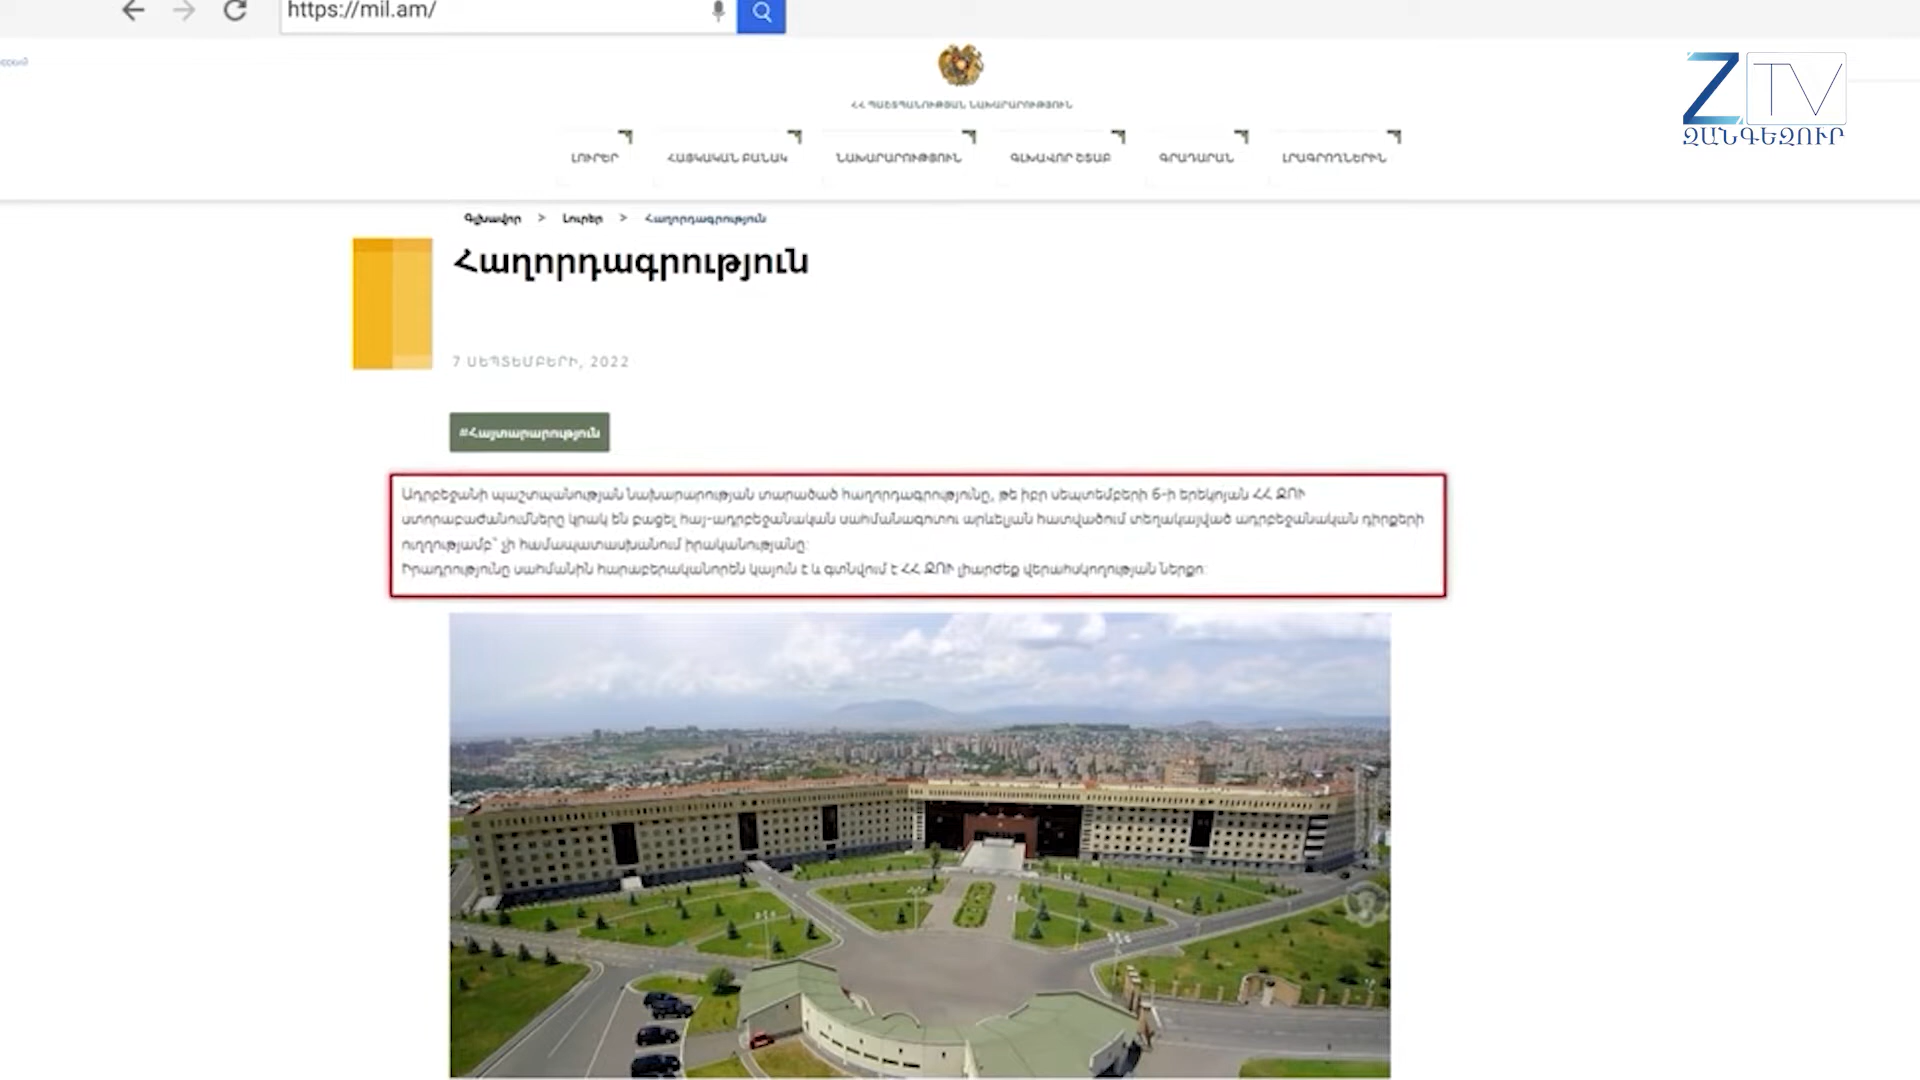 https://mil.am/
ZTV
ԶԱՆԳԵԶՈՒՐ
ՀՀ ՊԱՇՏՊԱՆՈՒԹՅԱՆ ՆԱԽԱՐԱՐՈՒԹՅՈՒՆ
ԼՈՒՐԵՐ ՀԱՅԿԱԿԱՆ ԲԱՆԱԿ ՆԱԽԱՐԱՐՈՒԹՅՈՒՆ ԳԼԽԱՎՈՐ ՇՏԱԲ ԳՐԱԴԱՐԱՆ ԼՐԱԳՐՈՂՆԵՐԻՆ
Գլխավոր > Լուրեր > Հաղորդագրություն
Հաղորդագրություն
7 ՍԵՊՏԵՄԲԵՐԻ, 2022
#Հայտարարություն
Ադրբեջանի պաշտպանության նախարարության տարածած հաղորդագրությունը, թե իբր սեպտեմբերի 6-ի երեկոյան ՀՀ ԶՈՒ
ստորաբաժանումները կրակ են բացել հայ-ադրբեջանական սահմանագոտու արևելյան հատվածում տեղակայված ադրբեջանական դիրքերի
ուղղությամբ՝ չի համապատասխանում իրականությանը։
Իրադրությունը սահմանին հարաբերականորեն կայուն է և գտնվում է ՀՀ ԶՈՒ լիարժեք վերահսկողության ներքո։